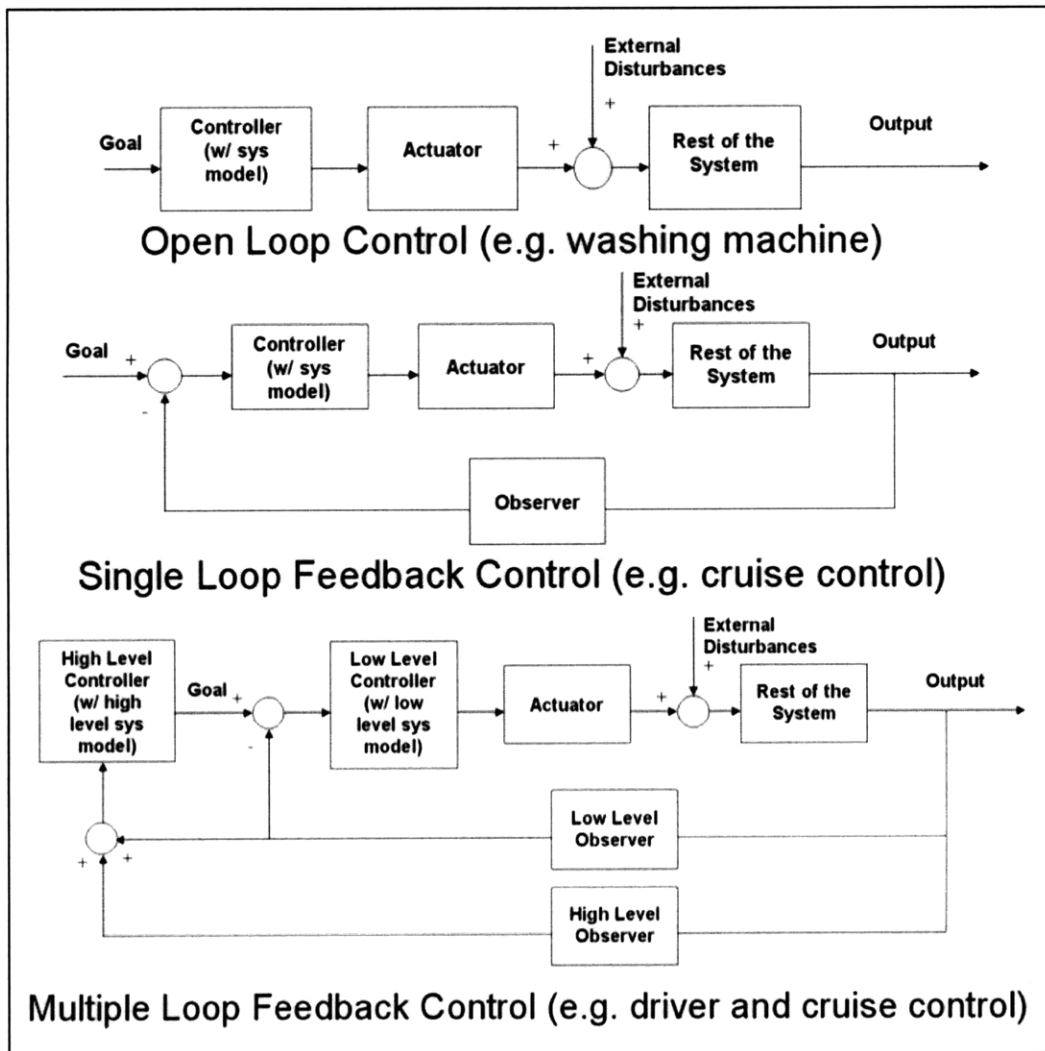 External
Disturbances
+
Goal
Controller
(w/ sys
model)
Actuator
+
Rest of the
System
Output
Open Loop Control (e.g. washing machine)
External
Disturbances
+
Goal
+
-
Controller
(w/ sys
model)
Actuator
+
Rest of the
System
Output
Observer
Single Loop Feedback Control (e.g. cruise control)
External
Disturbances
+
High Level
Controller
(w/ high
level sys
model)
Goal
+
-
Low Level
Controller
(w/ low
level sys
model)
Actuator
+
Rest of the
System
Output
Low Level
Observer
+
+
High Level
Observer
Multiple Loop Feedback Control (e.g. driver and cruise control)